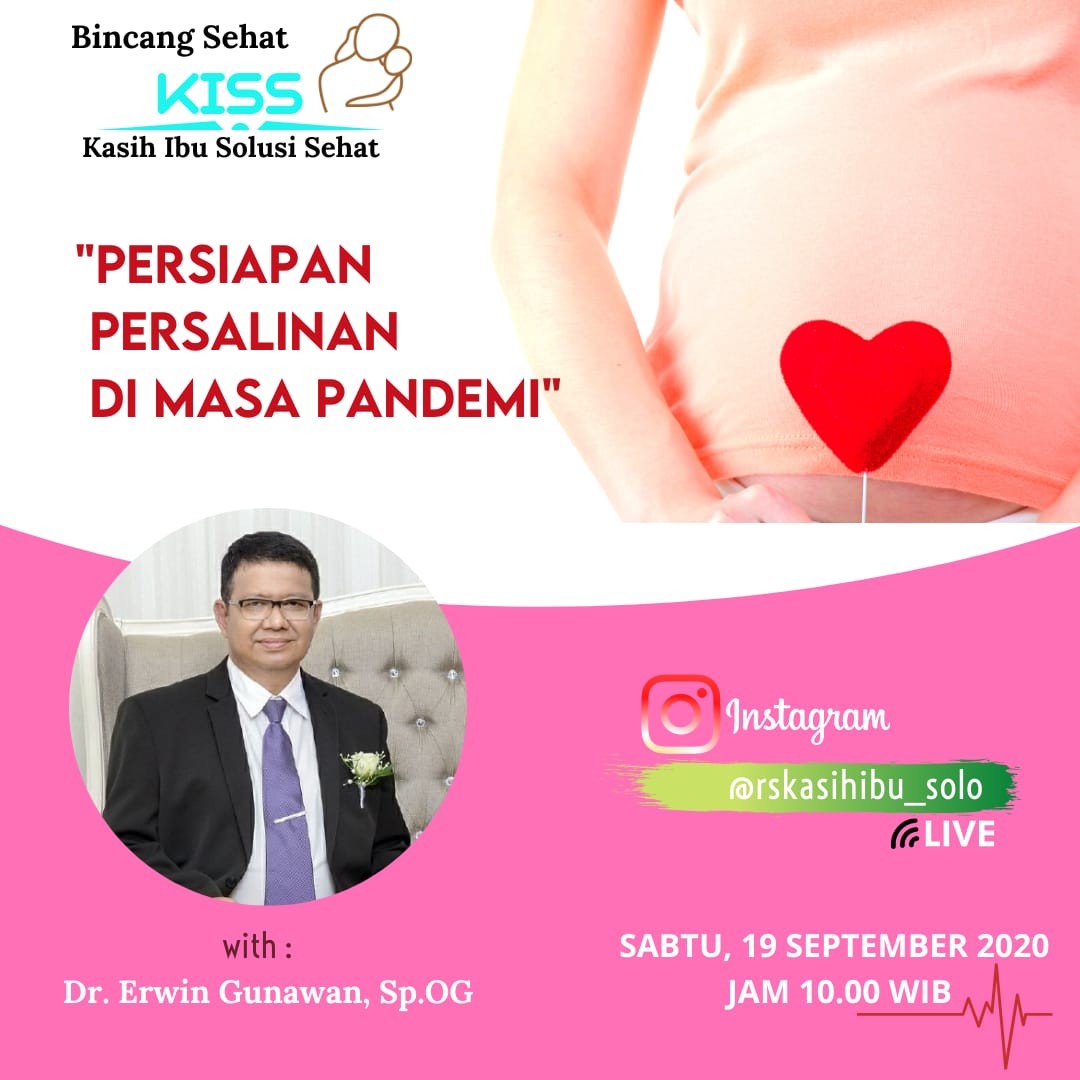 Bincang Sehat
KISS
Kasih Ibu Solusi Sehat
"PERSIAPAN
PERSALINAN
DI MASA PANDEMI"
Instagram
@rskasihibu_solo
LIVE
with :
Dr. Erwin Gunawan, Sp.OG
SABTU, 19 SEPTEMBER 2020
JAM 10.00 WIB